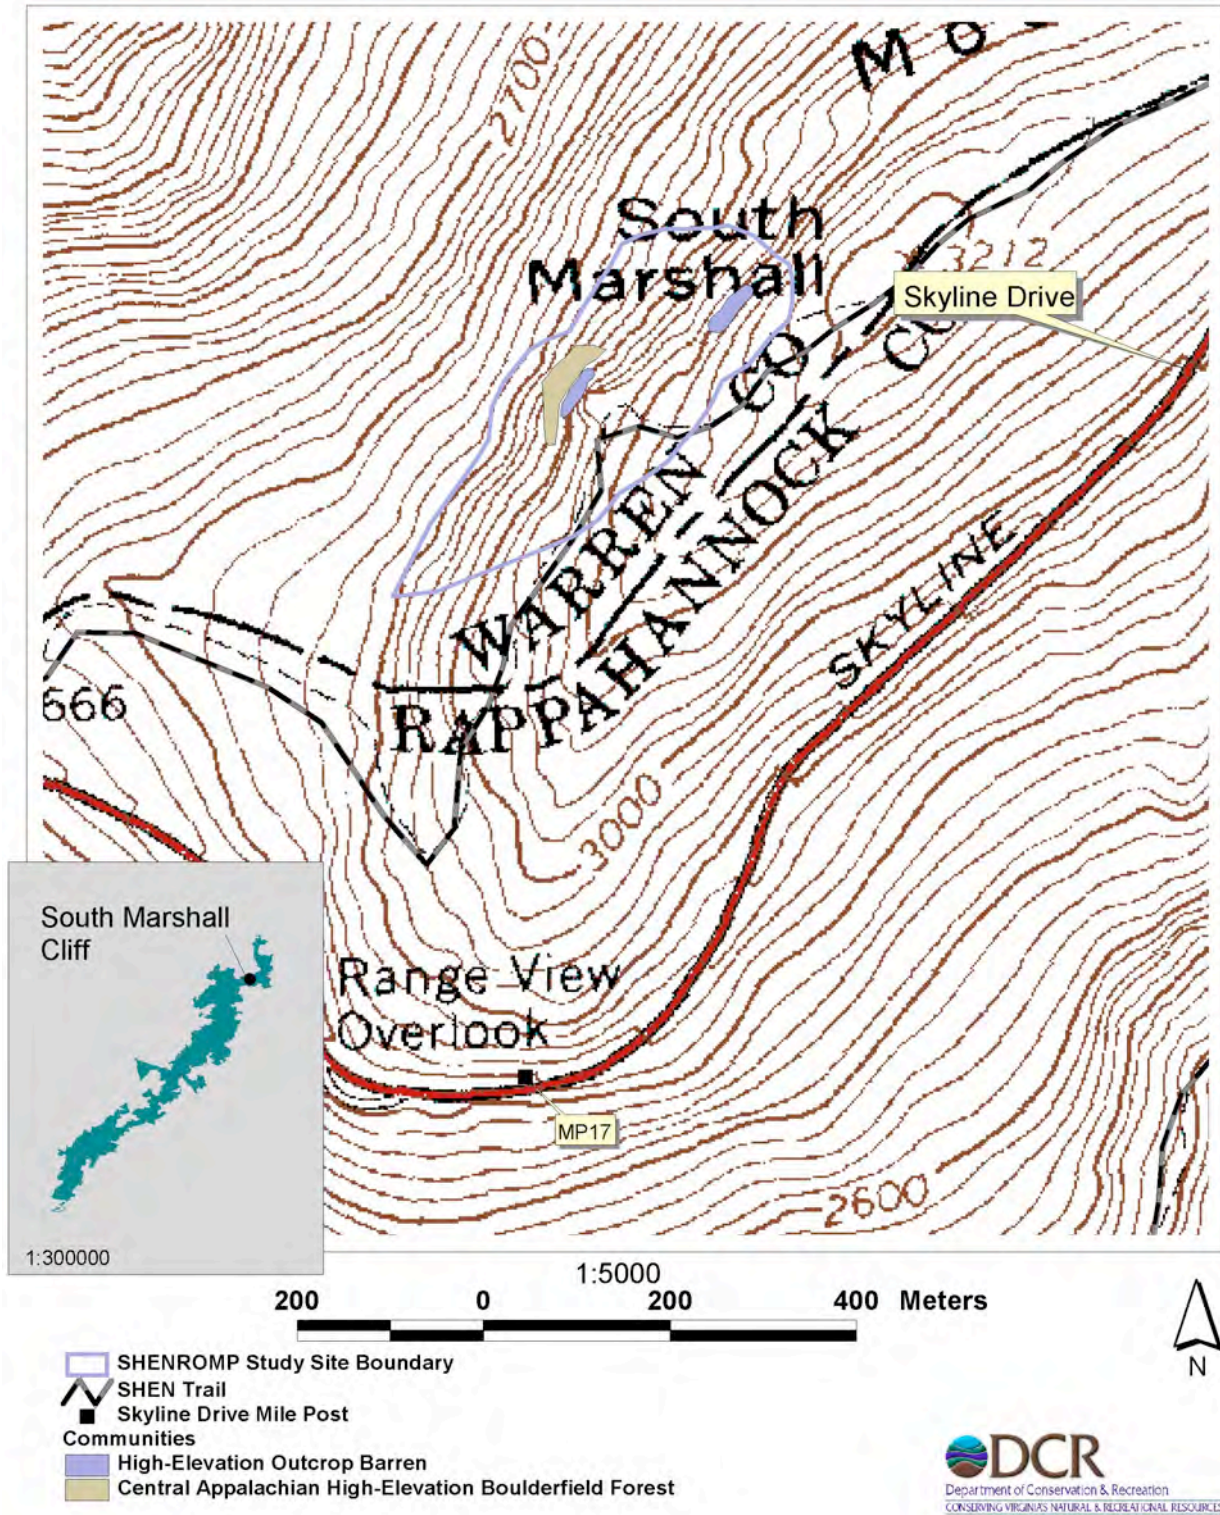 MO
2700
South
Marshall
3212
Skyline Drive
WARREN CO
RAPPAHANNOCK CO
SKYLINE
666
3000
South Marshall
Cliff
Range View
Overlook
MP17
2600
1:300000
1:5000
200 0 200 400 Meters
N
SHENROMP Study Site Boundary
SHEN Trail
Skyline Drive Mile Post
Communities
High-Elevation Outcrop Barren
Central Appalachian High-Elevation Boulderfield Forest
DCR
Department of Conservation & Recreation
CONSERVING VIRGINIA'S NATURAL & RECREATIONAL RESOURCES